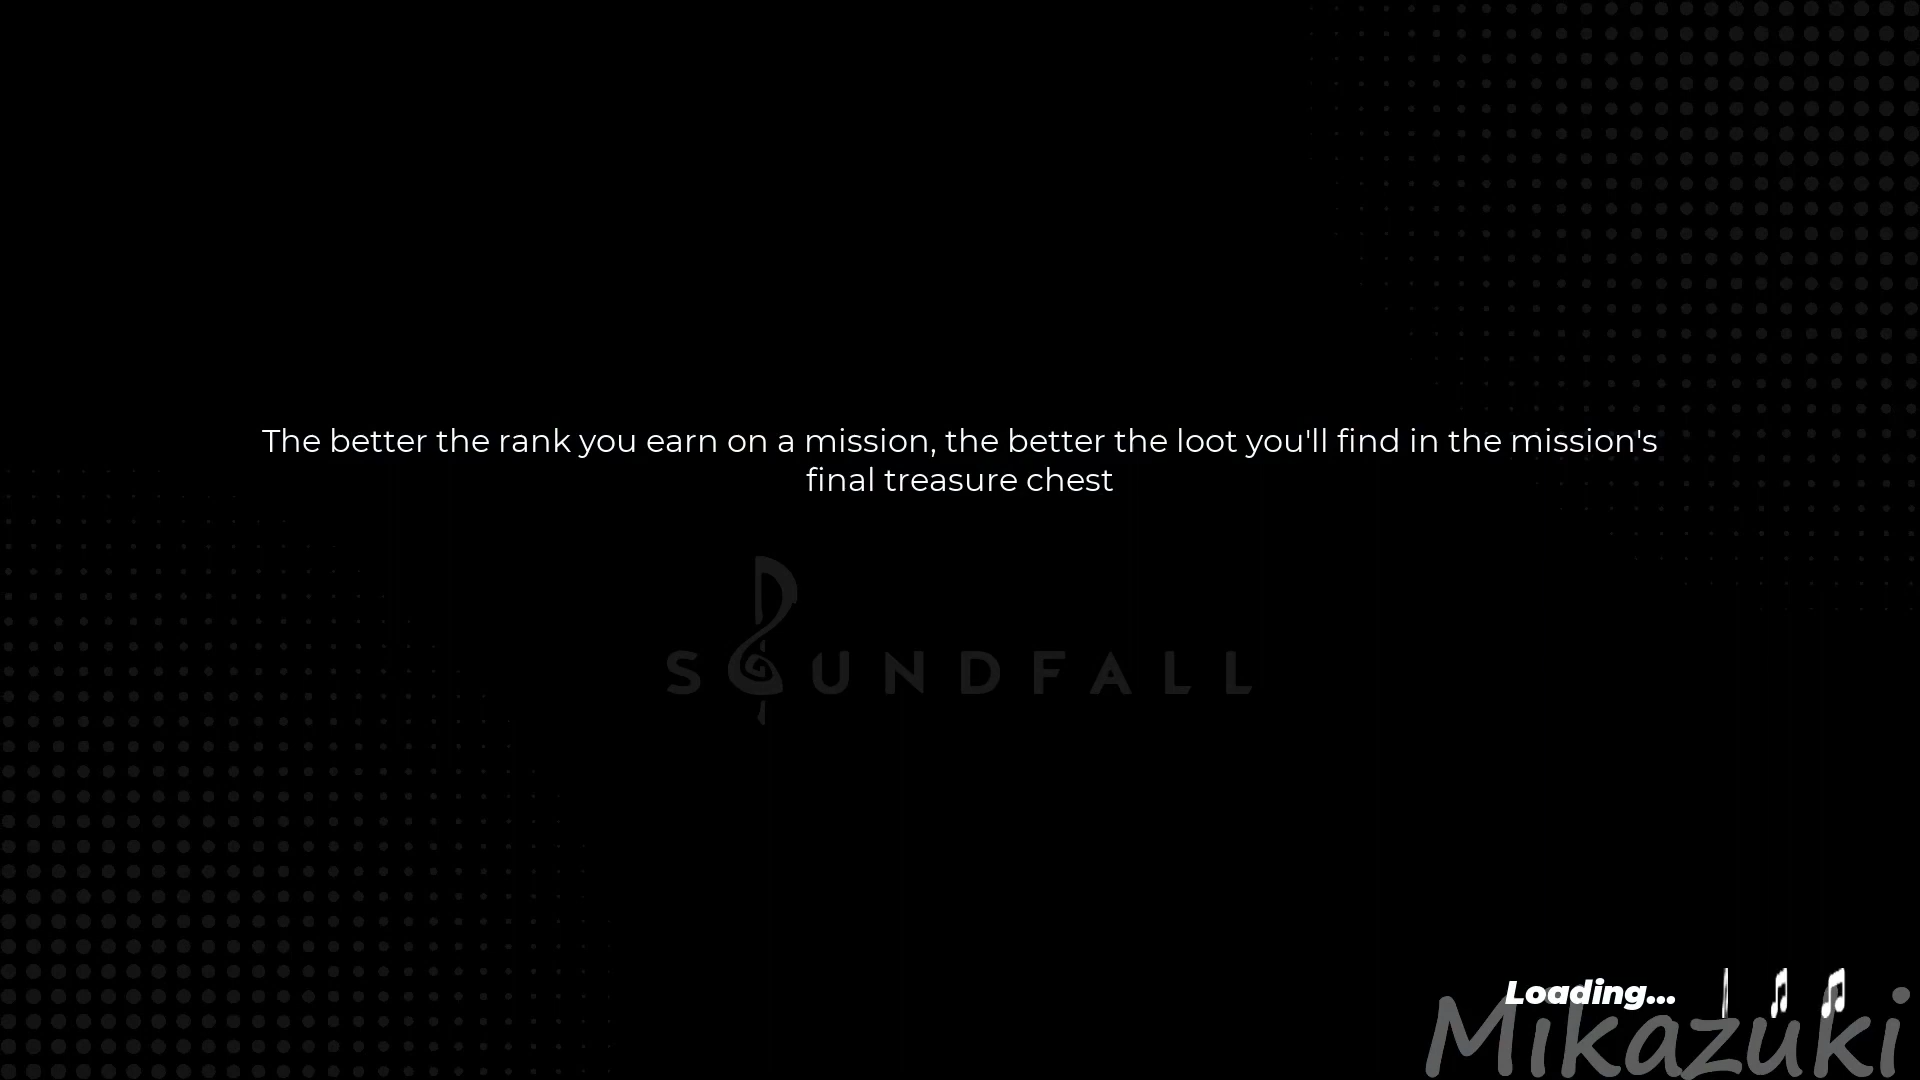 The better the rank you earn on a mission, the better the loot you'll find in the mission's
final treasure chest
SOUNDFALL
Loading...
Mikazuki